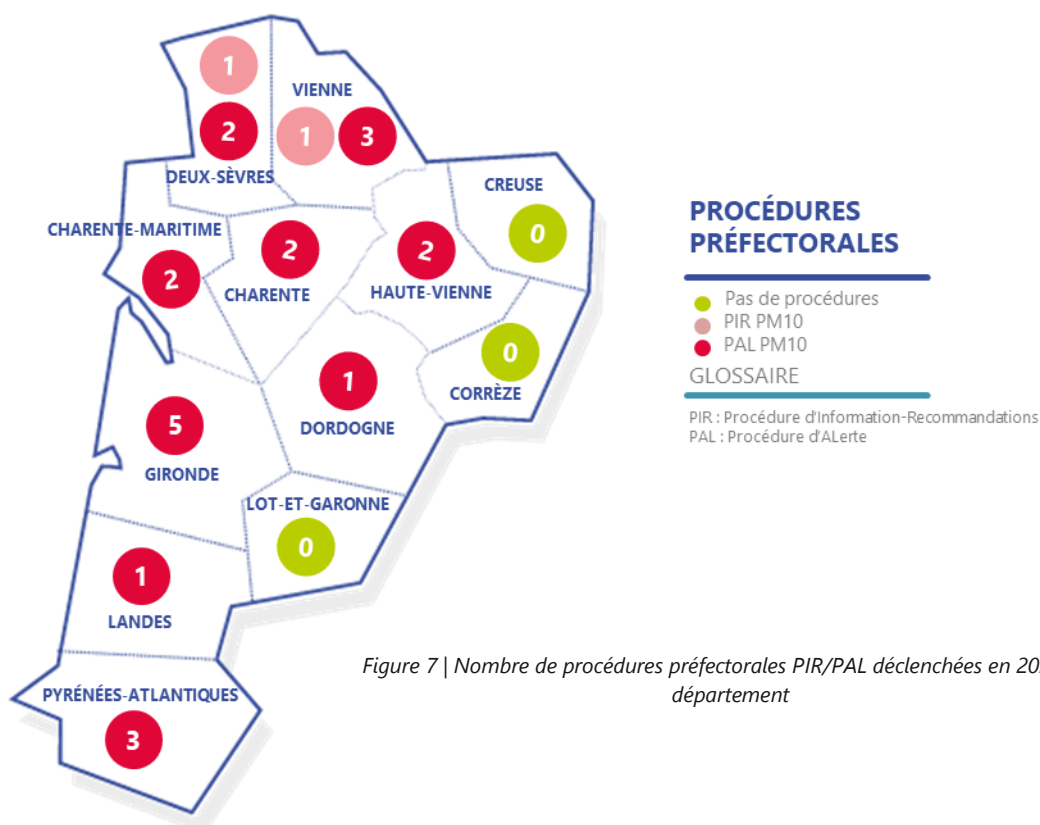 1
VIENNE
2
1
3
DEUX-SÈVRES
CREUSE
0
CHARENTE-MARITIME
2
2
CHARENTE
2
HAUTE-VIENNE
0
CORRÈZE
1
DORDOGNE
5
GIRONDE
LOT-ET-GARONNE
0
1
LANDES
PYRÉNÉES-ATLANTIQUES
3
PROCÉDURES
PRÉFECTORALES
Pas de procédures
PIR PM10
PAL PM10
GLOSSAIRE
PIR : Procédure d'Information-Recommandations
PAL : Procédure d'ALerte
Figure 7 | Nombre de procédures préfectorales PIR/PAL déclenchées en
département